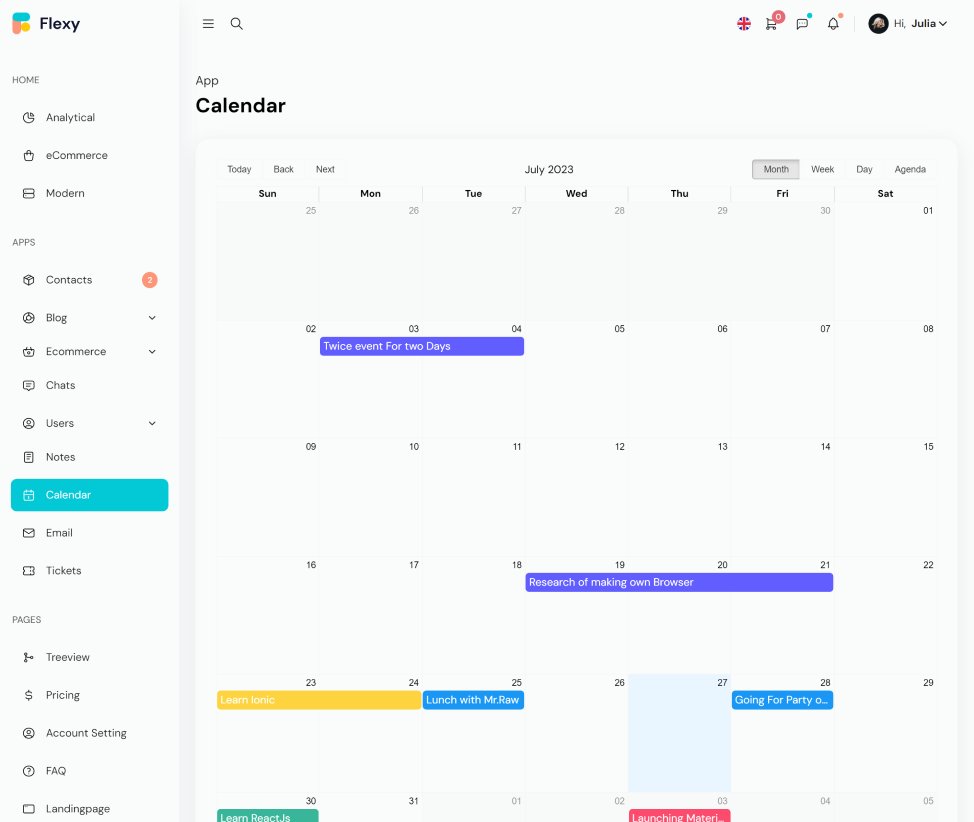 Flexy
0
Hi, Julia
HOME
Analytical
eCommerce
Modern
APPS
Contacts
2
Blog
Ecommerce
Chats
Users
Notes
Calendar
Email
Tickets
PAGES
Treeview
Pricing
Account Setting
FAQ
Landingpage
App
Calendar
Today Back Next
July 2023
Month Week Day Agenda
Sun Mon Tue Wed Thu Fri Sat
25 26 27 28 29 30 01
02 03 04 05 06 07 08
Twice event For two Days
09 10 11 12 13 14 15
16 17 18 19 20 21 22
Research of making own Browser
23 24 25 26 27 28 29
Learn Ionic Lunch with Mr.Raw Going For Party o...
30 31 01 02 03 04 05
Learn ReactJs Launching Materi...